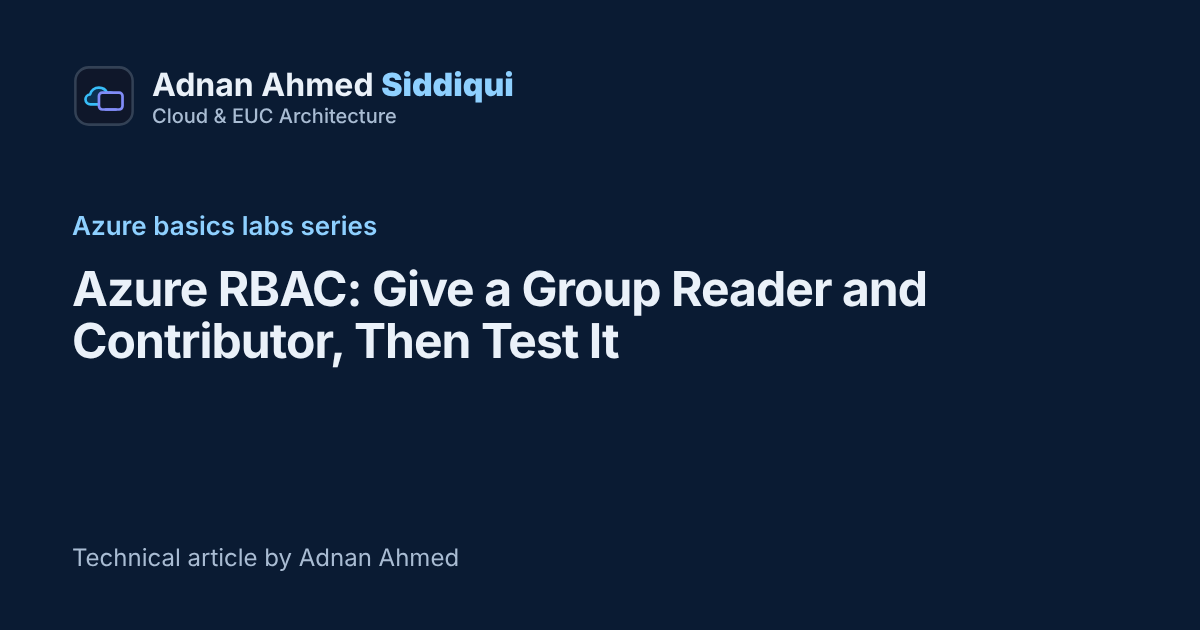 Adnan Ahmed Siddiqui
Cloud & EUC Architecture
Azure basics labs series
Azure RBAC: Give a Group Reader and
Contributor, Then Test It
Technical article by Adnan Ahmed